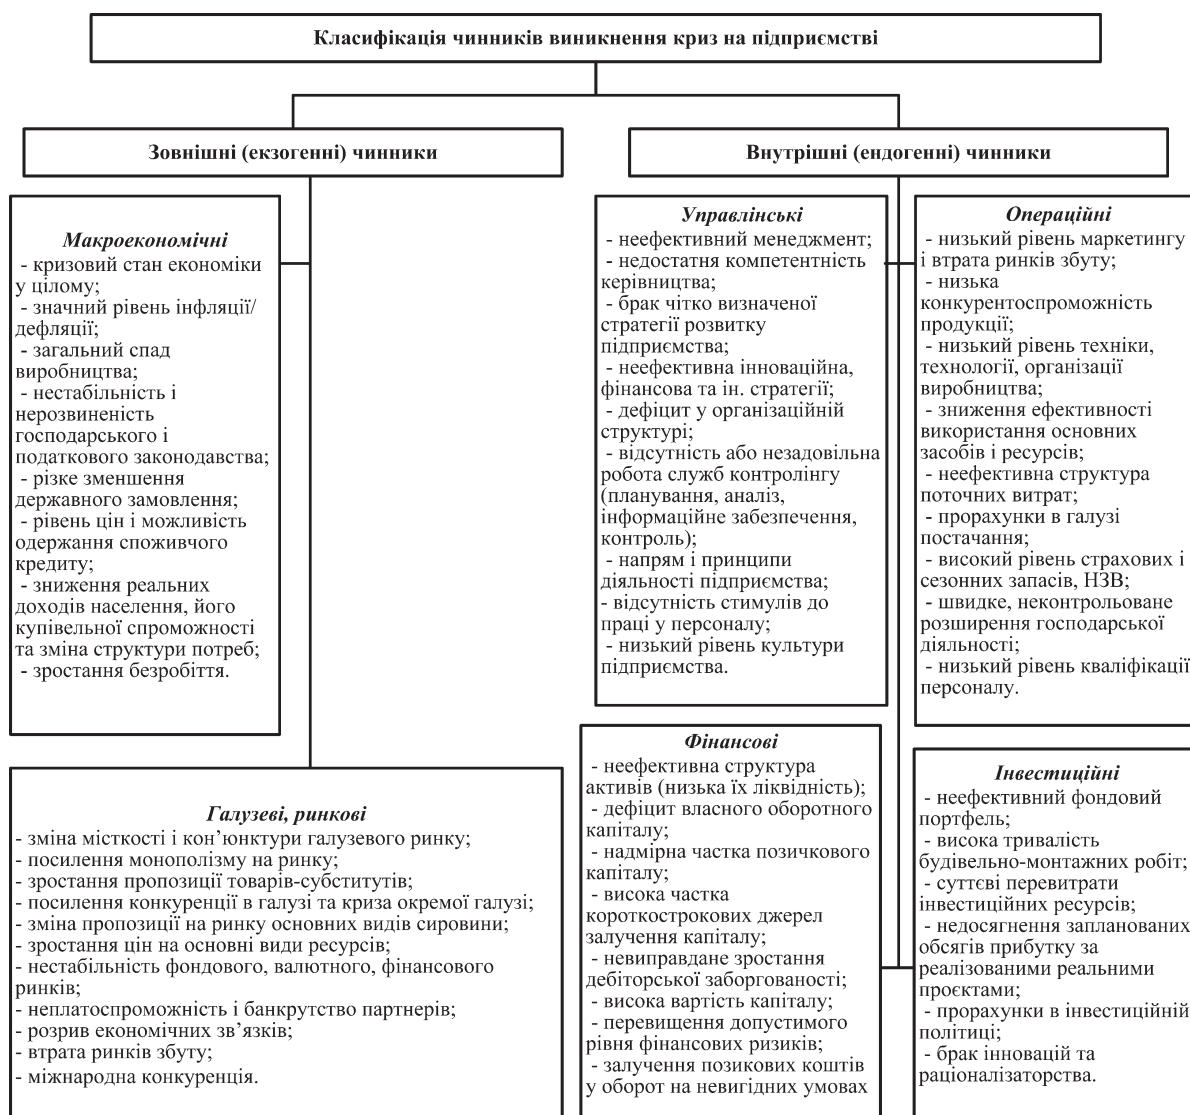 Класифікація чинників виникнення криз на підприємстві
Зовнішні (екзогенні) чинники
Внутрішні (ендогенні) чинники
Макроекономічні
- кризовий стан економіки
у цілому;
- значний рівень інфляції/
дефляції;
- загальний спад
виробництва;
- нестабільність і
нерозвиненість
господарського і
податкового законодавства;
- різке зменшення
державного замовлення;
- рівень цін і можливість
одержання споживчого
кредиту;
- зниження реальних
доходів населення, його
купівельної спроможності
та зміна структури потреб;
- зростання безробіття.
Галузеві, ринкові
- зміна місткості і кон’юнктури галузевого ринку;
- посилення монополізму на ринку;
- зростання пропозиції товарів-субститутів;
- посилення конкуренції в галузі та криза окремої галузі;
- зміна пропозиції на ринку основних видів сировини;
- зростання цін на основні види ресурсів;
- нестабільність фондового, валютного, фінансового
ринків;
- неплатоспроможність і банкрутство партнерів;
- розрив економічних зв’язків;
- втрата ринків збуту;
- міжнародна конкуренція.
Управлінські
- неефективний менеджмент;
- недостатня компетентність
керівництва;
- брак чітко визначеної
стратегії розвитку
підприємства;
- неефективна інноваційна,
фінансова та ін. стратегії;
- дефіцит у організаційній
структурі;
- відсутність або незадовільна
робота служб контролінгу
(планування, аналіз,
інформаційне забезпечення,
контроль);
- напрям і принципи
діяльності підприємства;
- відсутність стимулів до
праці у персоналу;
- низький рівень культури
підприємства.
Операційні
- низький рівень маркетингу
і втрата ринків збуту;
- низька
конкурентоспроможність
продукції;
- низький рівень техніки,
технології, організації
виробництва;
- зниження ефективності
використання основних
засобів і ресурсів;
- неефективна структура
поточних витрат;
- прорахунки в галузі
постачання;
- високий рівень страхових і
сезонних запасів, НЗВ;
- швидке, неконтрольоване
розширення господарської
діяльності;
- низький рівень кваліфікації
персоналу.
Фінансові
- неефективна структура
активів (низька їх ліквідність);
- дефіцит власного оборотного
капіталу;
- надмірна частка позичкового
капіталу;
- висока частка
короткострокових джерел
залучення капіталу;
- невиправдане зростання
дебіторської заборгованості;
- висока вартість капіталу;
- перевищення допустимого
рівня фінансових ризиків;
- залучення позикових коштів
у оборот на невигідних умовах
Інвестиційні
- неефективний фондовий
портфель;
- висока тривалість
будівельно-монтажних робіт;
- суттєві перевитрати
інвестиційних ресурсів;
- недосягнення запланованих
обсягів прибутку за
реалізованими реальними
проєктами;
- прорахунки в інвестиційній
політиці;
- брак інновацій та
раціоналізаторства.